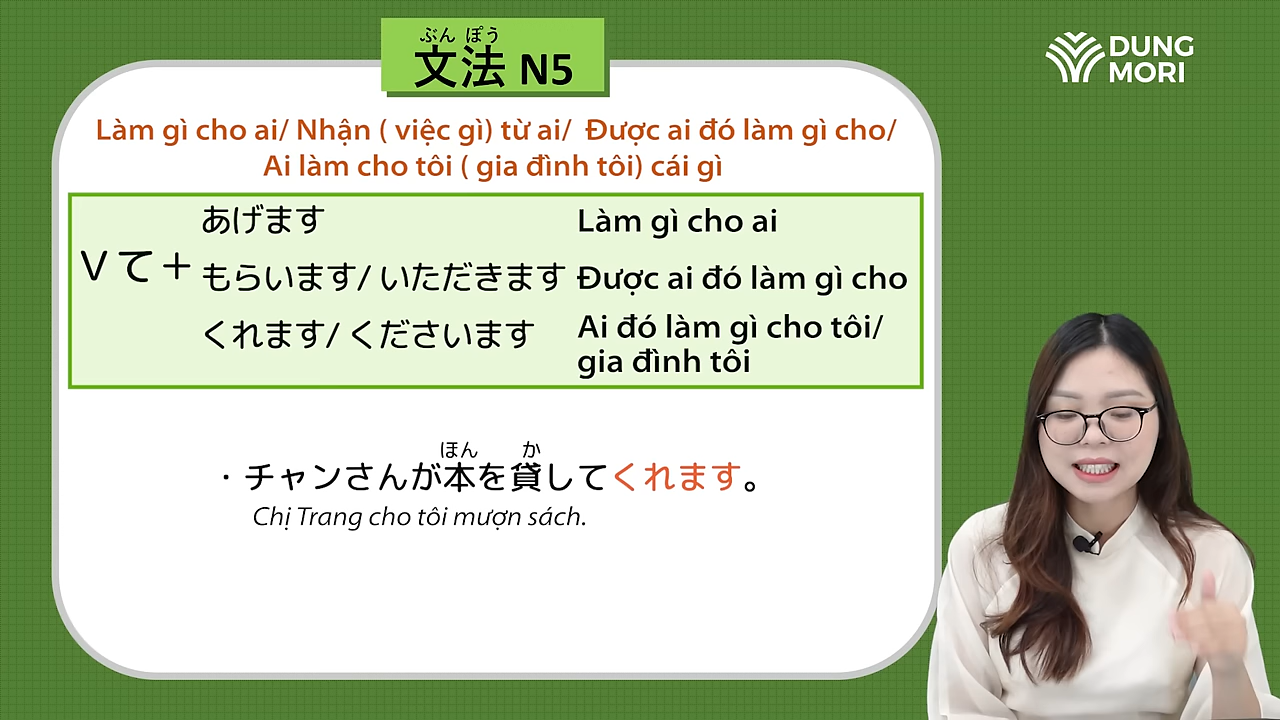 ぶん ぽう
文法 N5
DUNG
MORI
Làm gì cho ai/ Nhận ( việc gì) từ ai/ Được ai đó làm gì cho/
Ai làm cho tôi ( gia đình tôi) cái gì
Vて＋
あげます
Làm gì cho ai
もらいます/ いただきます
Được ai đó làm gì cho
くれます/ くださいます
Ai đó làm gì cho tôi/
gia đình tôi
ほん か
・チャンさんが本を貸してくれます。
Chị Trang cho tôi mượn sách.